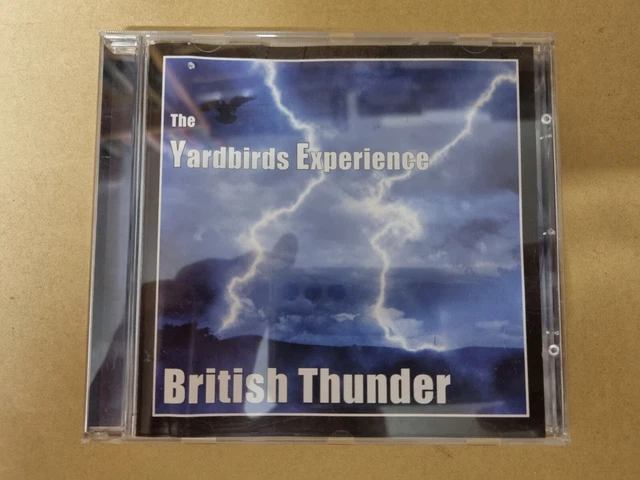 The
Yardbirds Experience
British Thunder